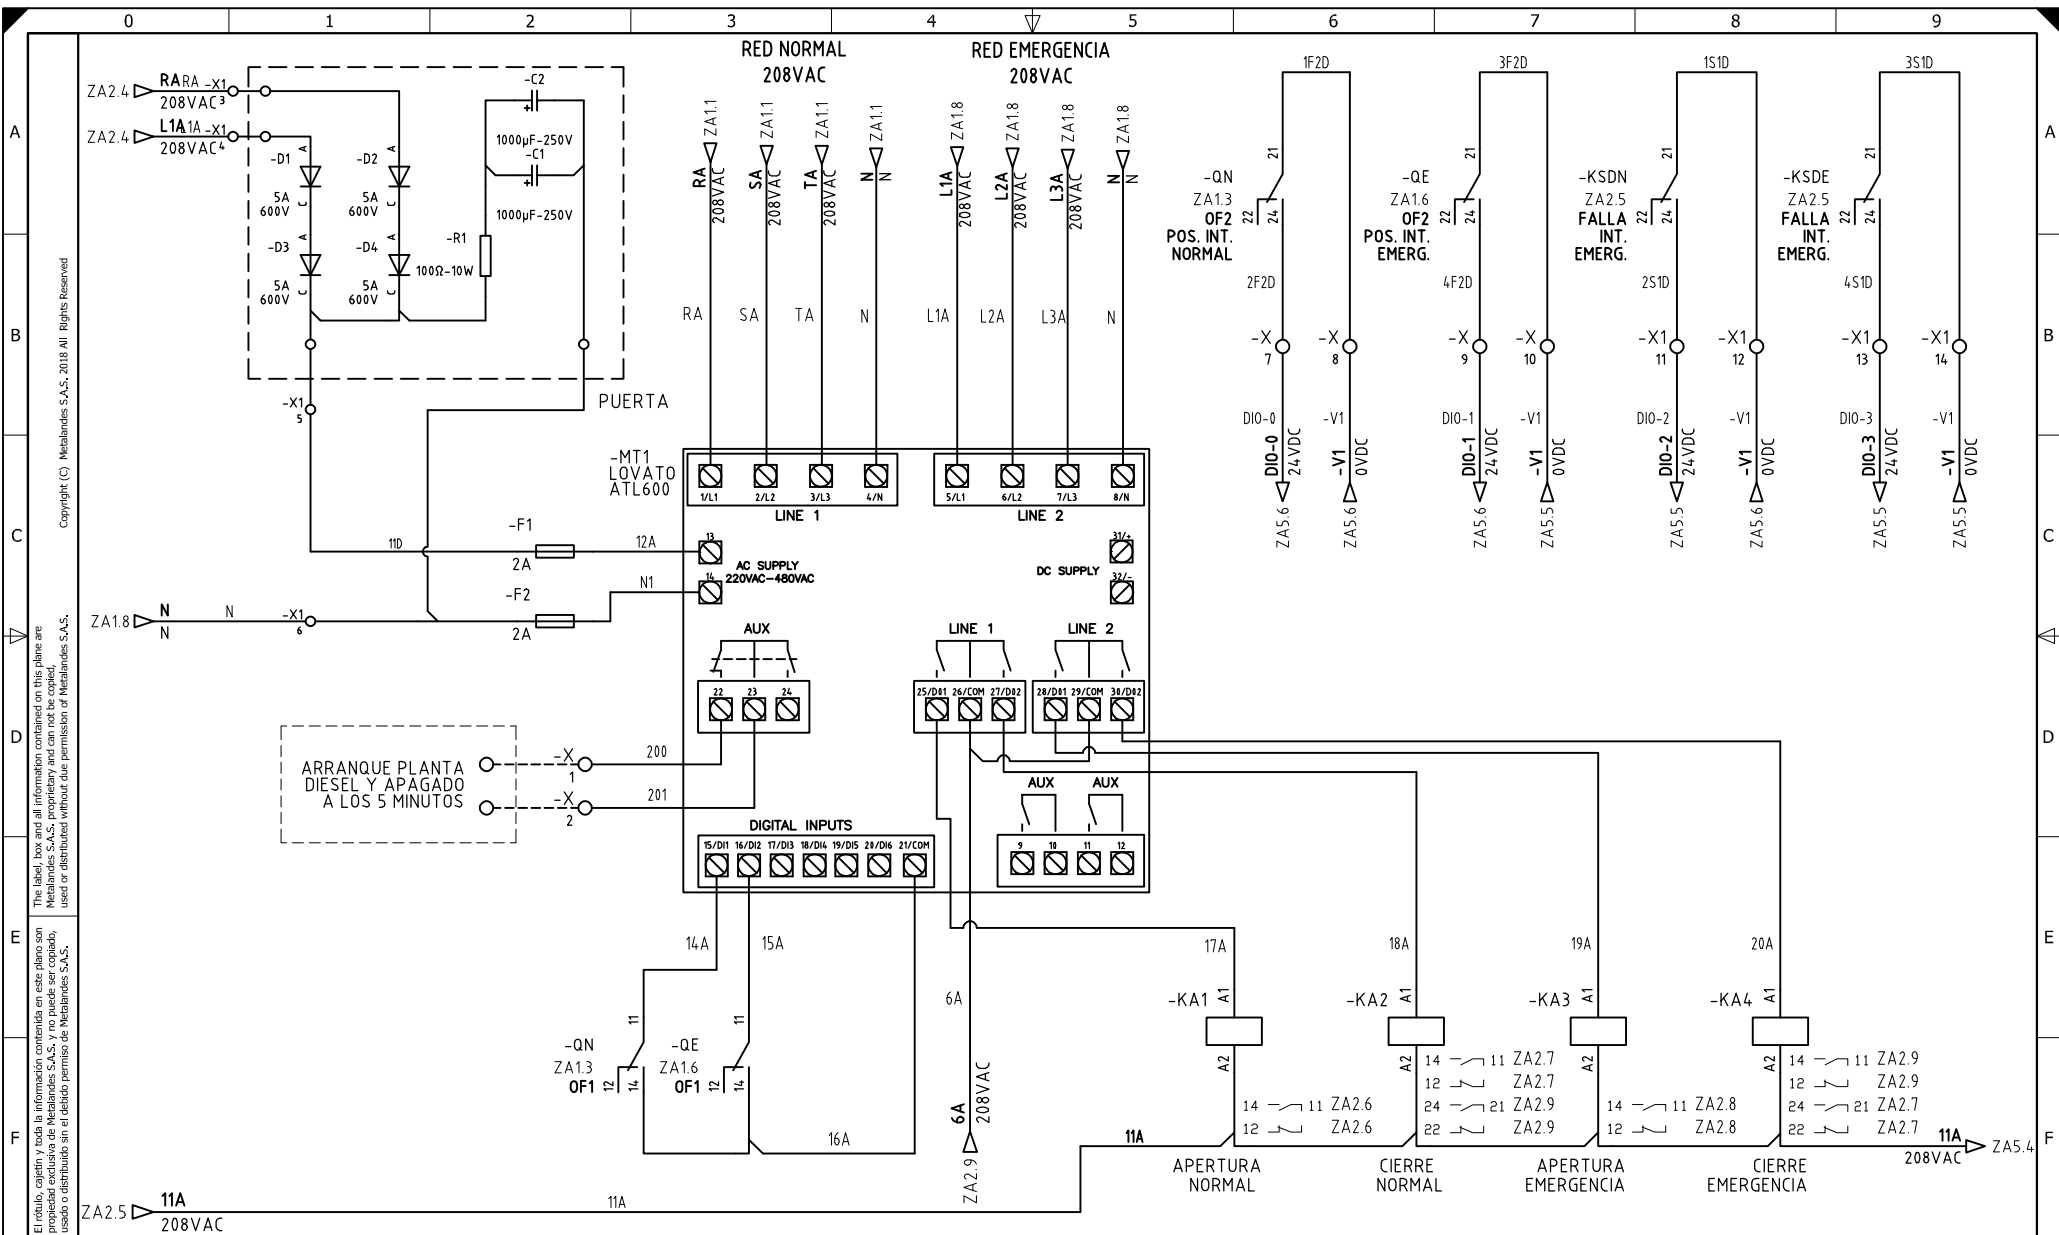 0 1 2 3 4 5 6 7 8 9
A B C D E F
A B C D E F
Copyright (C) Metalandes S.A.S. 2018 All Rights Reserved
The label, box and all information contained on this plane are
Metalandes S.A.S. proprietary and can not be copied,
used or distributed without due permission of Metalandes S.A.S.
El rótulo, cajetín y toda la información contenida en este plano son
propiedad exclusiva de Metalandes S.A.S. y no puede ser copiado,
usado o distribuido sin el debido permiso de Metalandes S.A.S.
ZA2.4 RA RA -X1
208VAC 3
ZA2.4 L1A L1A -X1
208VAC 4
-D1 A
5A
600V C
-D2 A
5A
600V C
-D3 A
5A
600V C
-D4 A
5A
600V C
-C2
+
1000µF-250V
-C1
+
1000µF-250V
-R1
100Ω-10W
PUERTA
-X1
5
11D
-F1
2A
12A
-F2
2A
N1
ZA1.8 N
N
N
-X1
6
RED NORMAL
208VAC
ZA1.1 ZA1.1 ZA1.1 ZA1.1
RA 208VAC
SA 208VAC
TA 208VAC
N N
RA SA TA N
RED EMERGENCIA
208VAC
ZA1.8 ZA1.8 ZA1.8 ZA1.8
L1A 208VAC
L2A 208VAC
L3A 208VAC
N N
L1A L2A L3A N
-MT1
LOVATO
ATL600
1/L1 2/L2 3/L3 4/N
LINE 1
5/L1 6/L2 7/L3 8/N
LINE 2
13
AC SUPPLY
220VAC-480VAC
14
31/+
DC SUPPLY
32/-
AUX
22 23 24
LINE 1
25/D01 26/COM 27/D02
LINE 2
28/D01 29/COM 30/D02
AUX AUX
9 10 11 12
DIGITAL INPUTS
15/DI1 16/DI2 17/DI3 18/DI4 19/DI5 20/DI6 21/COM
ARRANQUE PLANTA
DIESEL Y APAGADO
A LOS 5 MINUTOS
-X
1
200
-X
2
201
14A 15A
-QN
ZA1.3
OF1
11 12 14
-QE
ZA1.6
OF1
11 12 14
16A
6A
6A
208VAC
ZA2.9
1F2D
-QN
ZA1.3
OF2
POS. INT.
NORMAL
21 22 24
2F2D
-X
7
-X
8
DI0-0 -V1
DI0-0 24VDC
-V1 0VDC
ZA5.6 ZA5.6
3F2D
-QE
ZA1.6
OF2
POS. INT.
EMERG.
21 22 24
4F2D
-X
9
-X
10
DI0-1 -V1
DI0-1 24VDC
-V1 0VDC
ZA5.6 ZA5.5
1S1D
-KSDN
ZA2.5
FALLA
INT.
EMERG.
21 22 24
2S1D
-X1
11
-X1
12
DI0-2 -V1
DI0-2 24VDC
-V1 0VDC
ZA5.5 ZA5.6
3S1D
-KSDE
ZA2.5
FALLA
INT.
EMERG.
21 22 24
4S1D
-X1
13
-X1
14
DI0-3 -V1
DI0-3 24VDC
-V1 0VDC
ZA5.5 ZA5.5
17A
-KA1 A1
A2
14 11 ZA2.6
12 ZA2.6
APERTURA
NORMAL
18A
-KA2 A1
A2
14 11 ZA2.7
12 ZA2.7
24 21 ZA2.9
22 ZA2.9
CIERRE
NORMAL
19A
-KA3 A1
A2
14 11 ZA2.8
12 ZA2.8
APERTURA
EMERGENCIA
20A
-KA4 A1
A2
14 11 ZA2.9
12 ZA2.9
24 21 ZA2.7
22 ZA2.7
CIERRE
EMERGENCIA
11A
11A
208VAC
ZA5.4
ZA2.5 11A
208VAC
11A